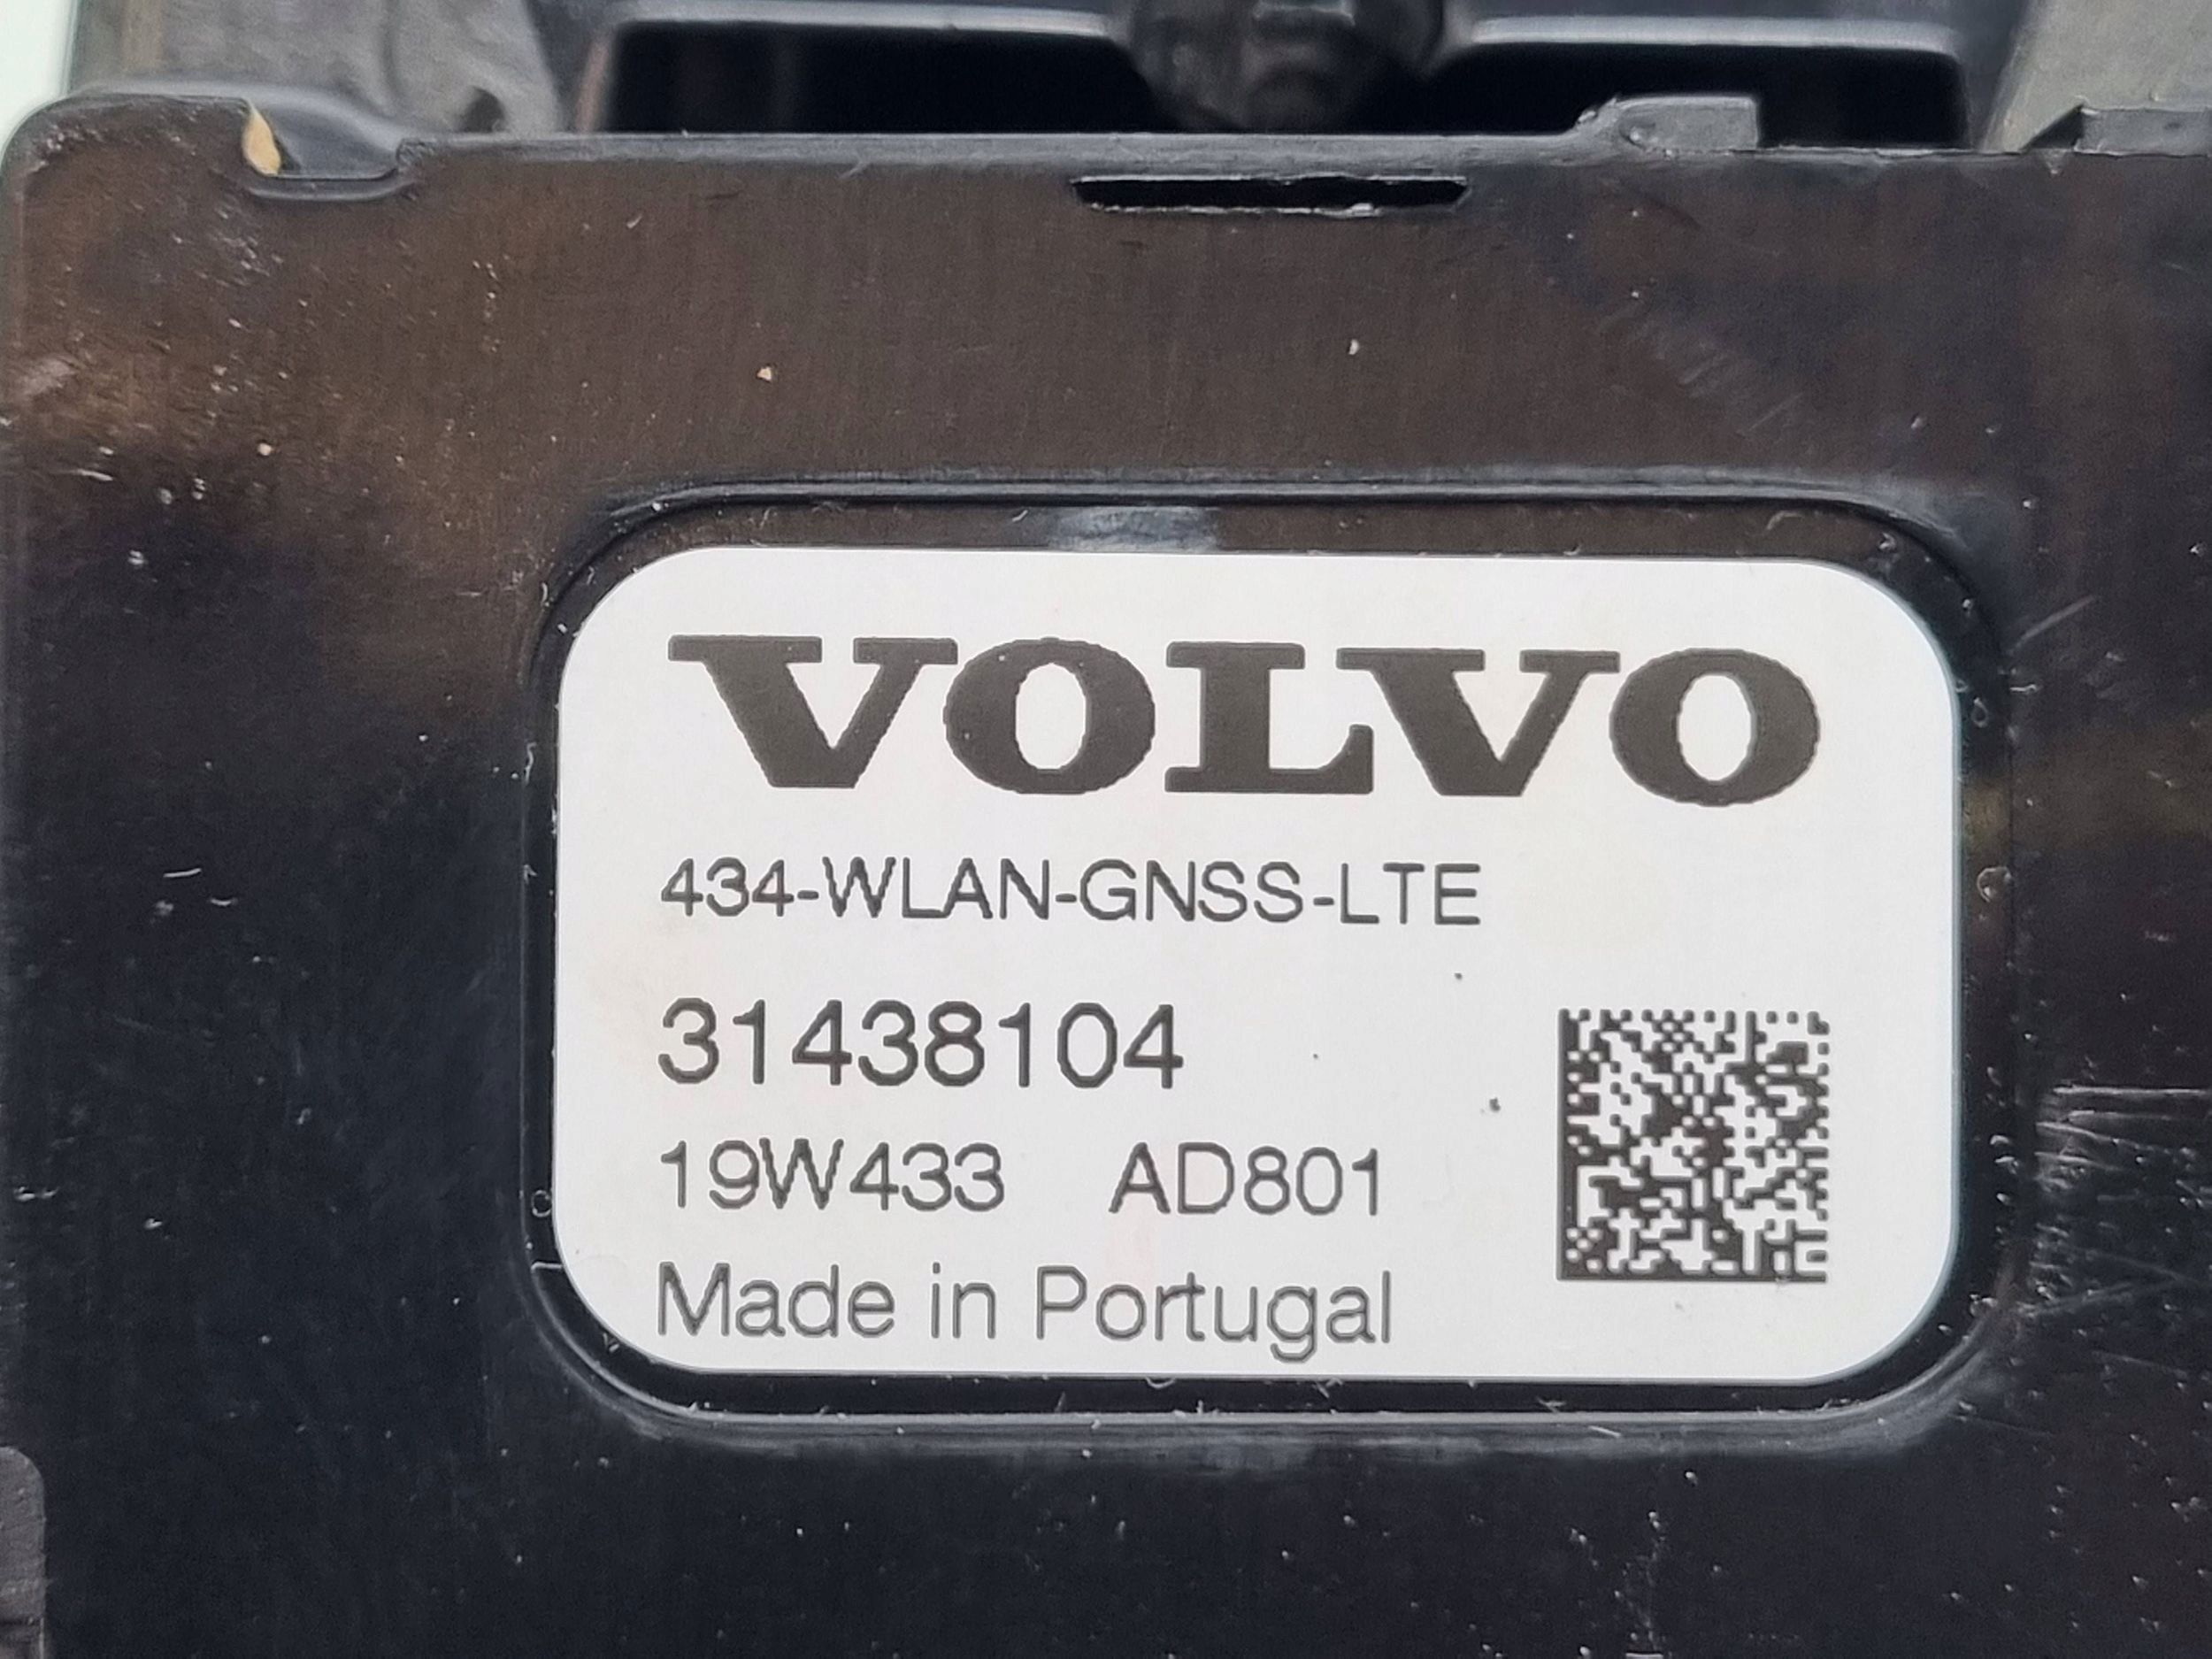 VOLVO
434-WLAN-GNSS-LTE
31438104
19W433 AD801
Made in Portugal